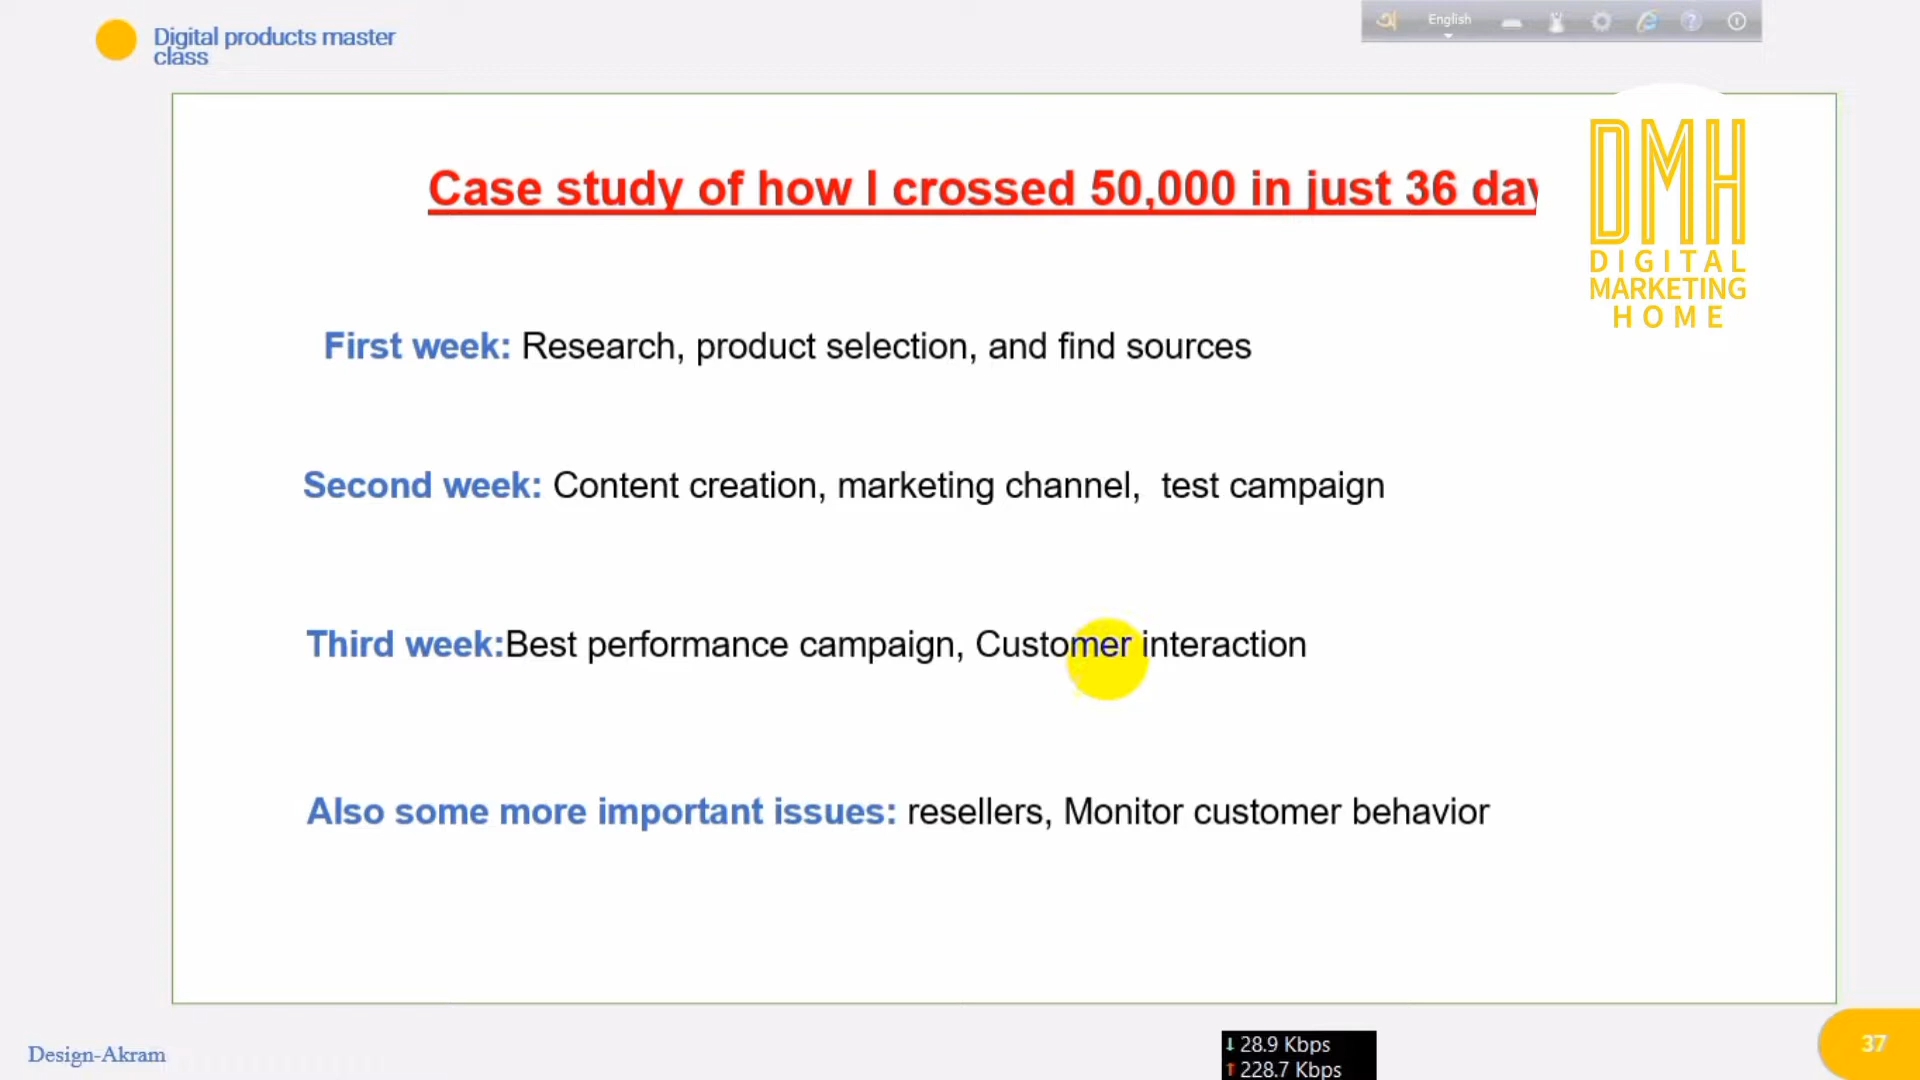 Digital products master
class
অ
English
Case study of how I crossed 50,000 in just 36 day
DMH
DIGITAL
MARKETING
HOME
First week: Research, product selection, and find sources
Second week: Content creation, marketing channel,  test campaign
Third week:Best performance campaign, Customer interaction
Also some more important issues: resellers, Monitor customer behavior
Design-Akram
↓ 28.9 Kbps
↑ 228.7 Kbps
37